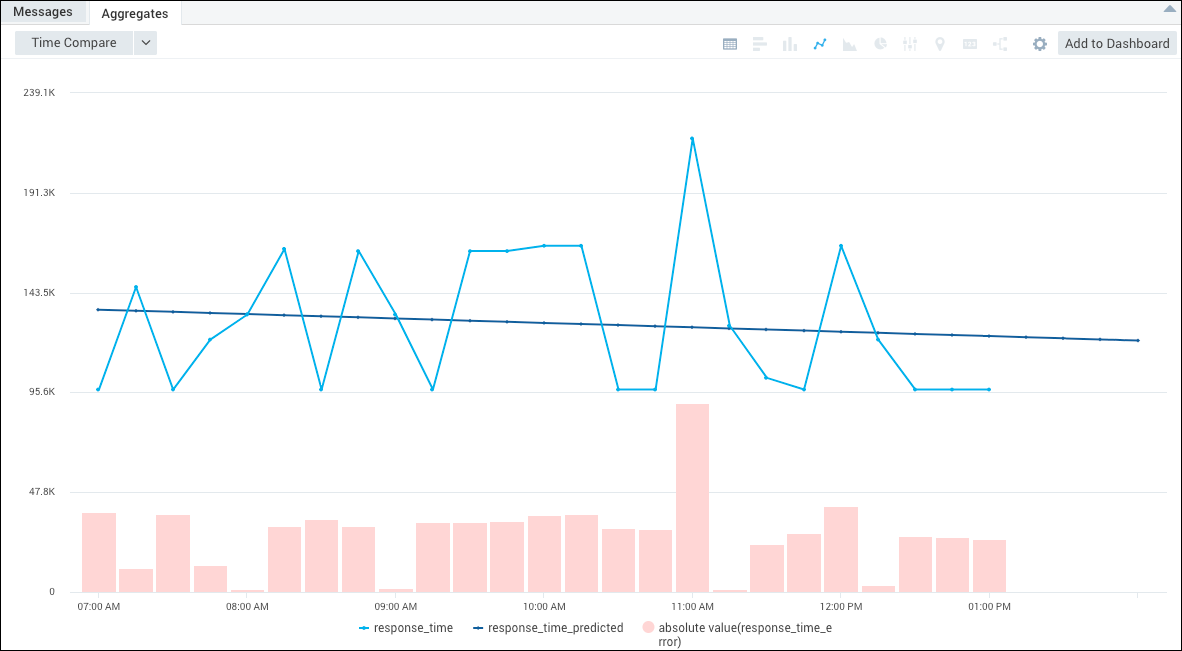 Messages
Aggregates
Time Compare
Add to Dashboard
239.1K
191.3K
143.5K
95.6K
47.8K
0
07:00 AM 08:00 AM 09:00 AM 10:00 AM 11:00 AM 12:00 PM 01:00 PM
response_time response_time_predicted absolute value(response_time_e
rror)